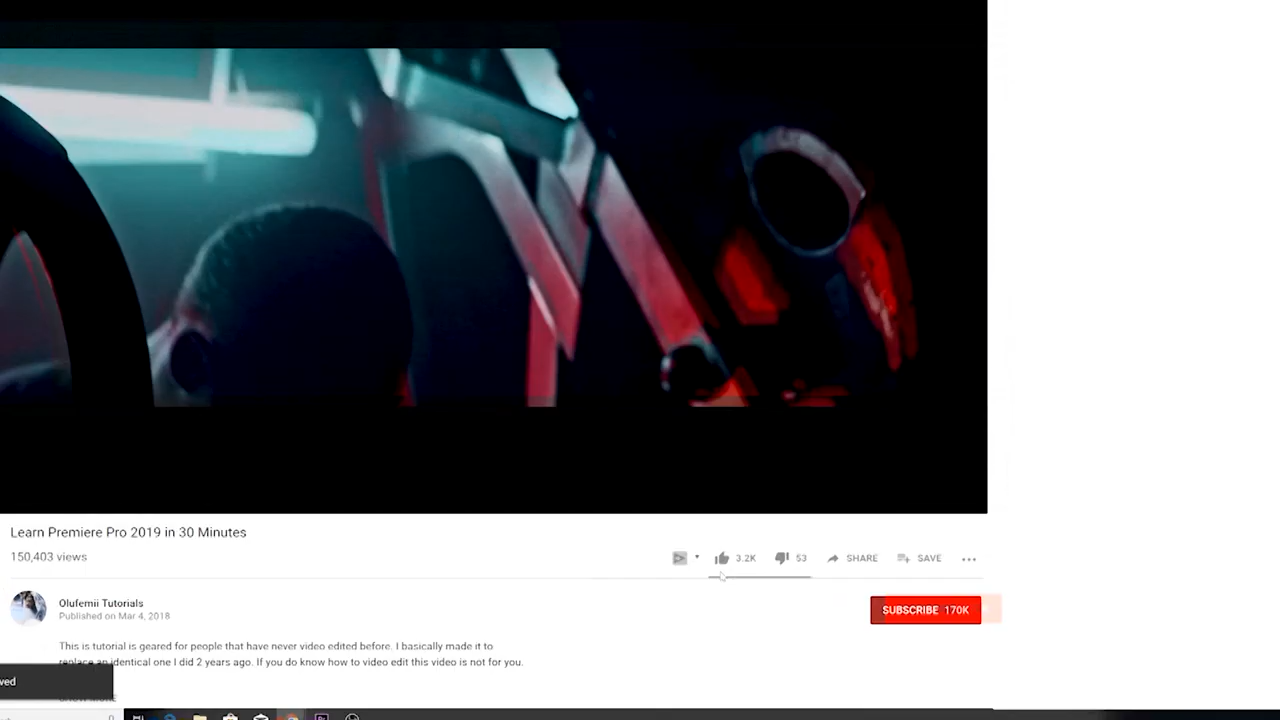 Learn Premiere Pro 2019 in 30 Minutes
150,403 views
3.2K
53
SHARE
SAVE
Olufemii Tutorials
Published on Mar 4, 2018
SUBSCRIBE 170K
This is tutorial is geared for people that have never video edited before. I basically made it to
replace an identical one I did 2 years ago. If you do know how to video edit this video is not for you.
ved
SHOW MORE